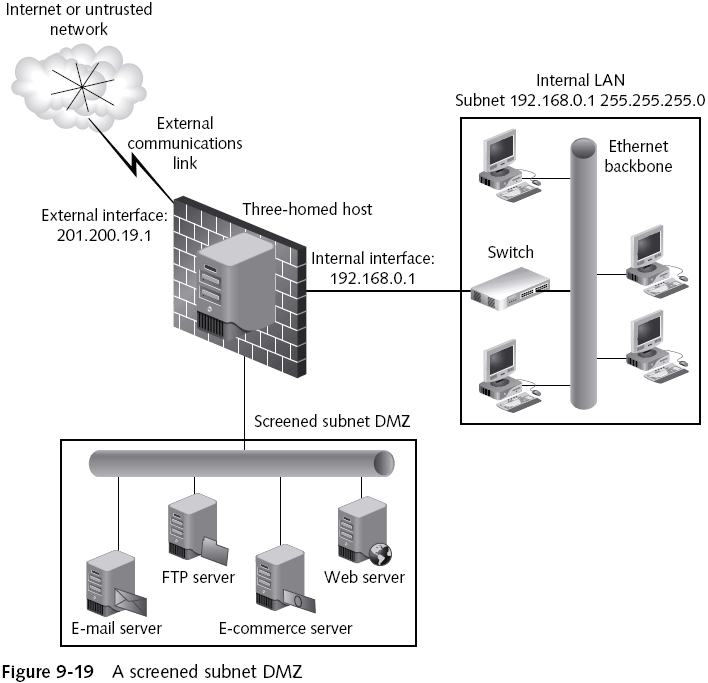 Internet or untrusted
network
External
communications
link
External interface:
201.200.19.1
Three-homed host
Internal interface:
192.168.0.1
Internal LAN
Subnet 192.168.0.1 255.255.255.0
Ethernet
backbone
Switch
Screened subnet DMZ
FTP server
Web server
E-mail server
E-commerce server
Figure 9-19 A screened subnet DMZ